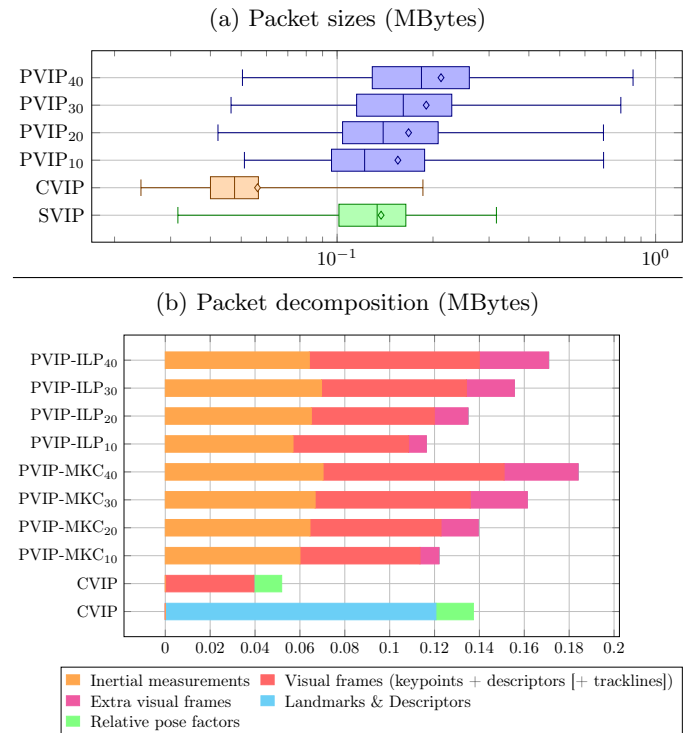 (a) Packet sizes (MBytes)
PVIP₄₀
PVIP₃₀
PVIP₂₀
PVIP₁₀
CVIP
SVIP
10⁻¹ 10⁰
(b) Packet decomposition (MBytes)
PVIP-ILP₄₀
PVIP-ILP₃₀
PVIP-ILP₂₀
PVIP-ILP₁₀
PVIP-MKC₄₀
PVIP-MKC₃₀
PVIP-MKC₂₀
PVIP-MKC₁₀
CVIP
CVIP
0 0.02 0.04 0.06 0.08 0.1 0.12 0.14 0.16 0.18 0.2
Inertial measurements Visual frames (keypoints + descriptors [+ tracklines])
Extra visual frames Landmarks & Descriptors
Relative pose factors